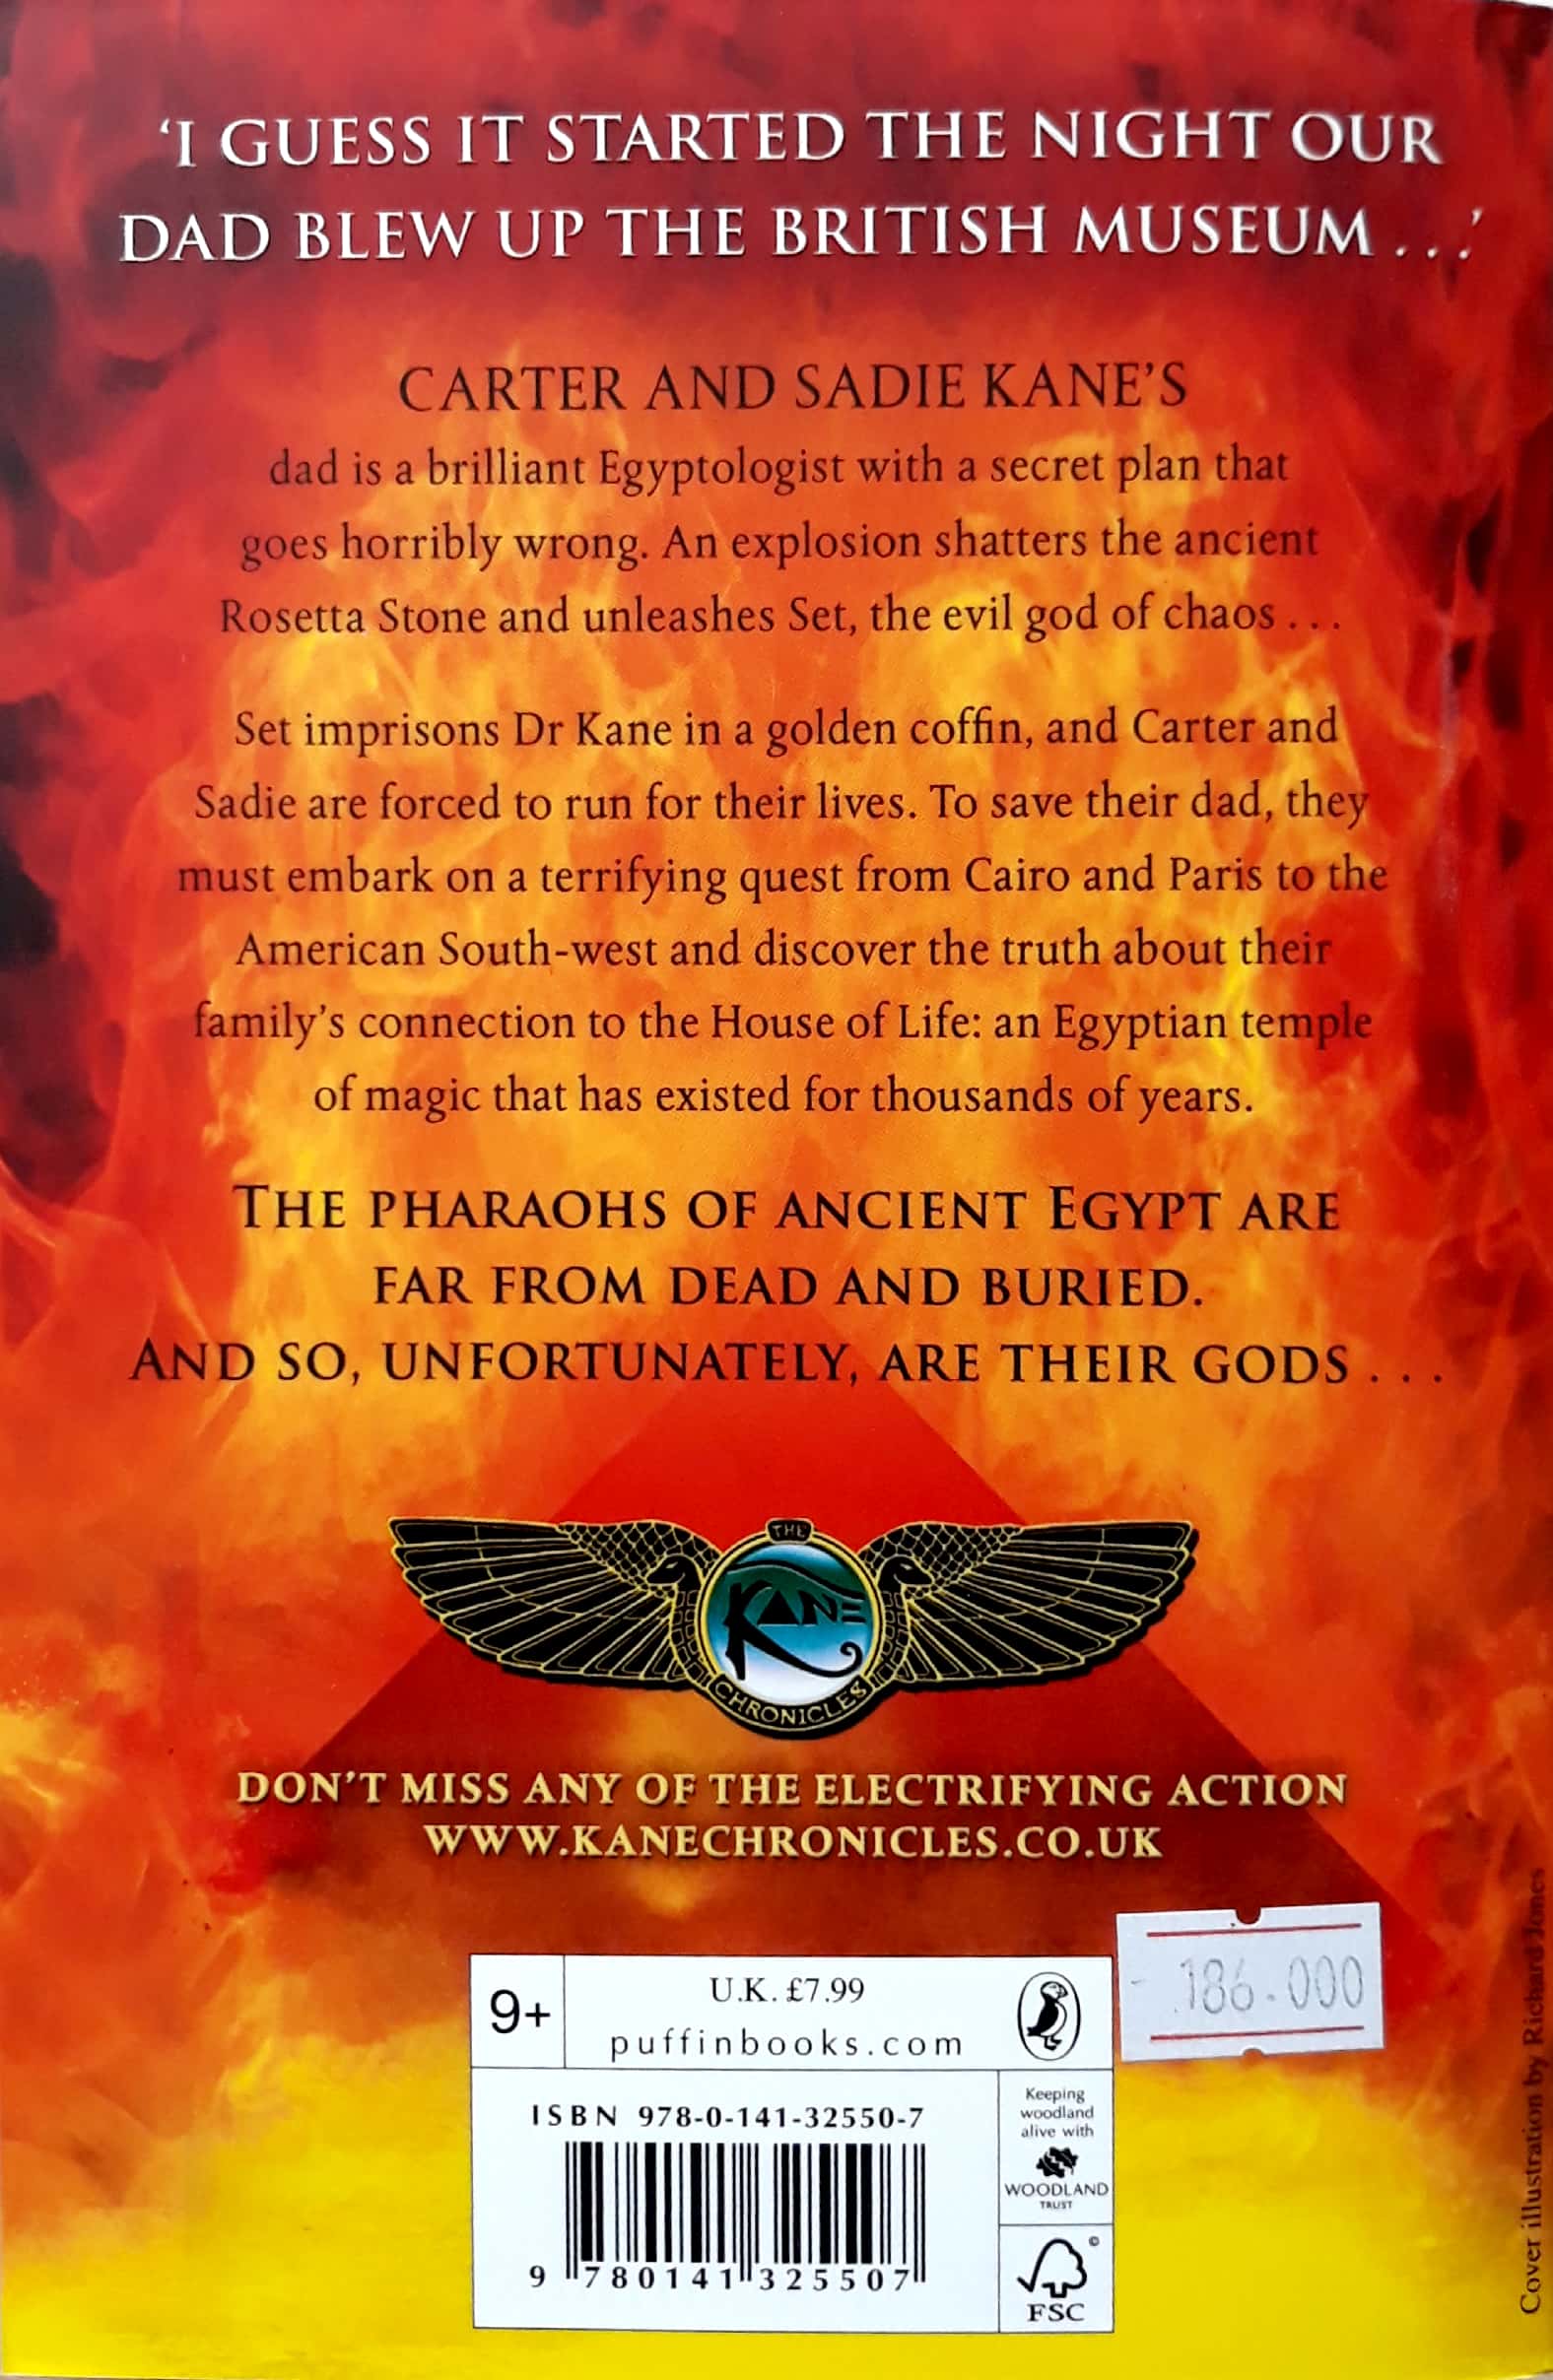 ‘I GUESS IT STARTED THE NIGHT OUR
DAD BLEW UP THE BRITISH MUSEUM . . .’
CARTER AND SADIE KANE’S
dad is a brilliant Egyptologist with a secret plan that
goes horribly wrong. An explosion shatters the ancient
Rosetta Stone and unleashes Set, the evil god of chaos . . .
Set imprisons Dr Kane in a golden coffin, and Carter and
Sadie are forced to run for their lives. To save their dad, they
must embark on a terrifying quest from Cairo and Paris to the
American South-west and discover the truth about their
family’s connection to the House of Life: an Egyptian temple
of magic that has existed for thousands of years.
THE PHARAOHS OF ANCIENT EGYPT ARE
FAR FROM DEAD AND BURIED.
AND SO, UNFORTUNATELY, ARE THEIR GODS . . .
THE
KANE
CHRONICLES
DON’T MISS ANY OF THE ELECTRIFYING ACTION
WWW.KANECHRONICLES.CO.UK
186.000
9+
U.K. £7.99
puffinbooks.com
ISBN 978-0-141-32550-7
9 780141 325507
Keeping
woodland
alive with
WOODLAND
TRUST
©
FSC
Cover illustration by Richard Jones